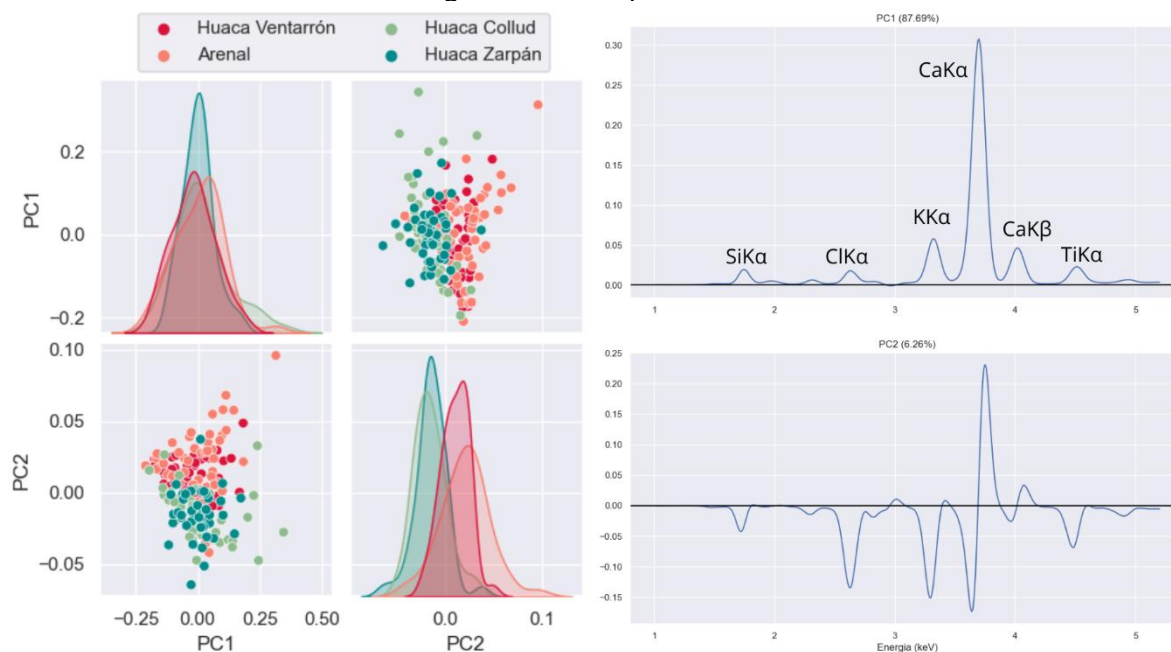 Huaca Ventarrón
Arenal
Huaca Collud
Huaca Zarpán
PC1
0.2
0.0
−0.2
PC2
0.10
0.05
0.00
−0.05
−0.25 0.00 0.25 0.50
PC1
0.0 0.1
PC2
PC1 (87.69%)
0.30
0.25
0.20
0.15
0.10
0.05
0.00
CaKα
KKα
CaKβ
SiKα
ClKα
TiKα
1 2 3 4 5
PC2 (6.26%)
0.25
0.20
0.15
0.10
0.05
0.00
−0.05
−0.10
−0.15
1 2 3 4 5
Energia (keV)